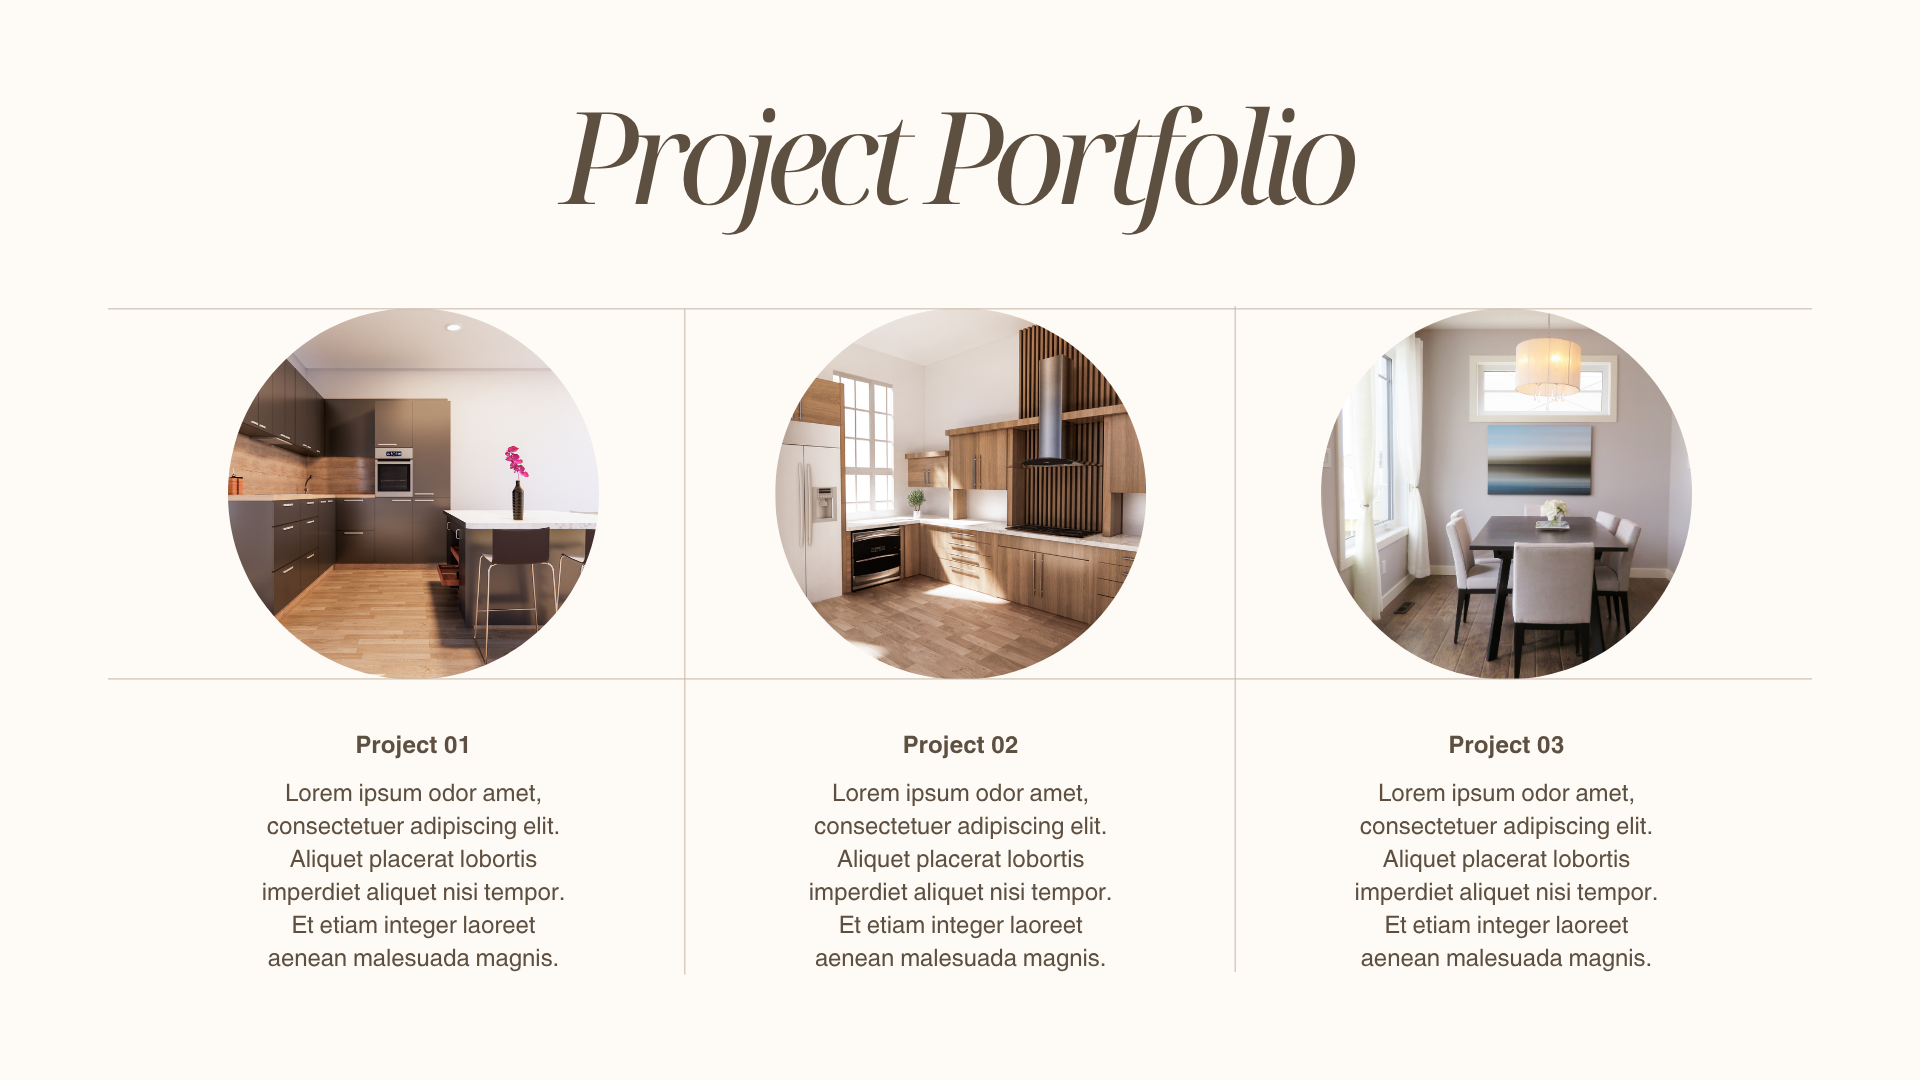 Project Portfolio
Project 01
Lorem ipsum odor amet,
consectetuer adipiscing elit.
Aliquet placerat lobortis
imperdiet aliquet nisi tempor.
Et etiam integer laoreet
aenean malesuada magnis.
Project 02
Lorem ipsum odor amet,
consectetuer adipiscing elit.
Aliquet placerat lobortis
imperdiet aliquet nisi tempor.
Et etiam integer laoreet
aenean malesuada magnis.
Project 03
Lorem ipsum odor amet,
consectetuer adipiscing elit.
Aliquet placerat lobortis
imperdiet aliquet nisi tempor.
Et etiam integer laoreet
aenean malesuada magnis.